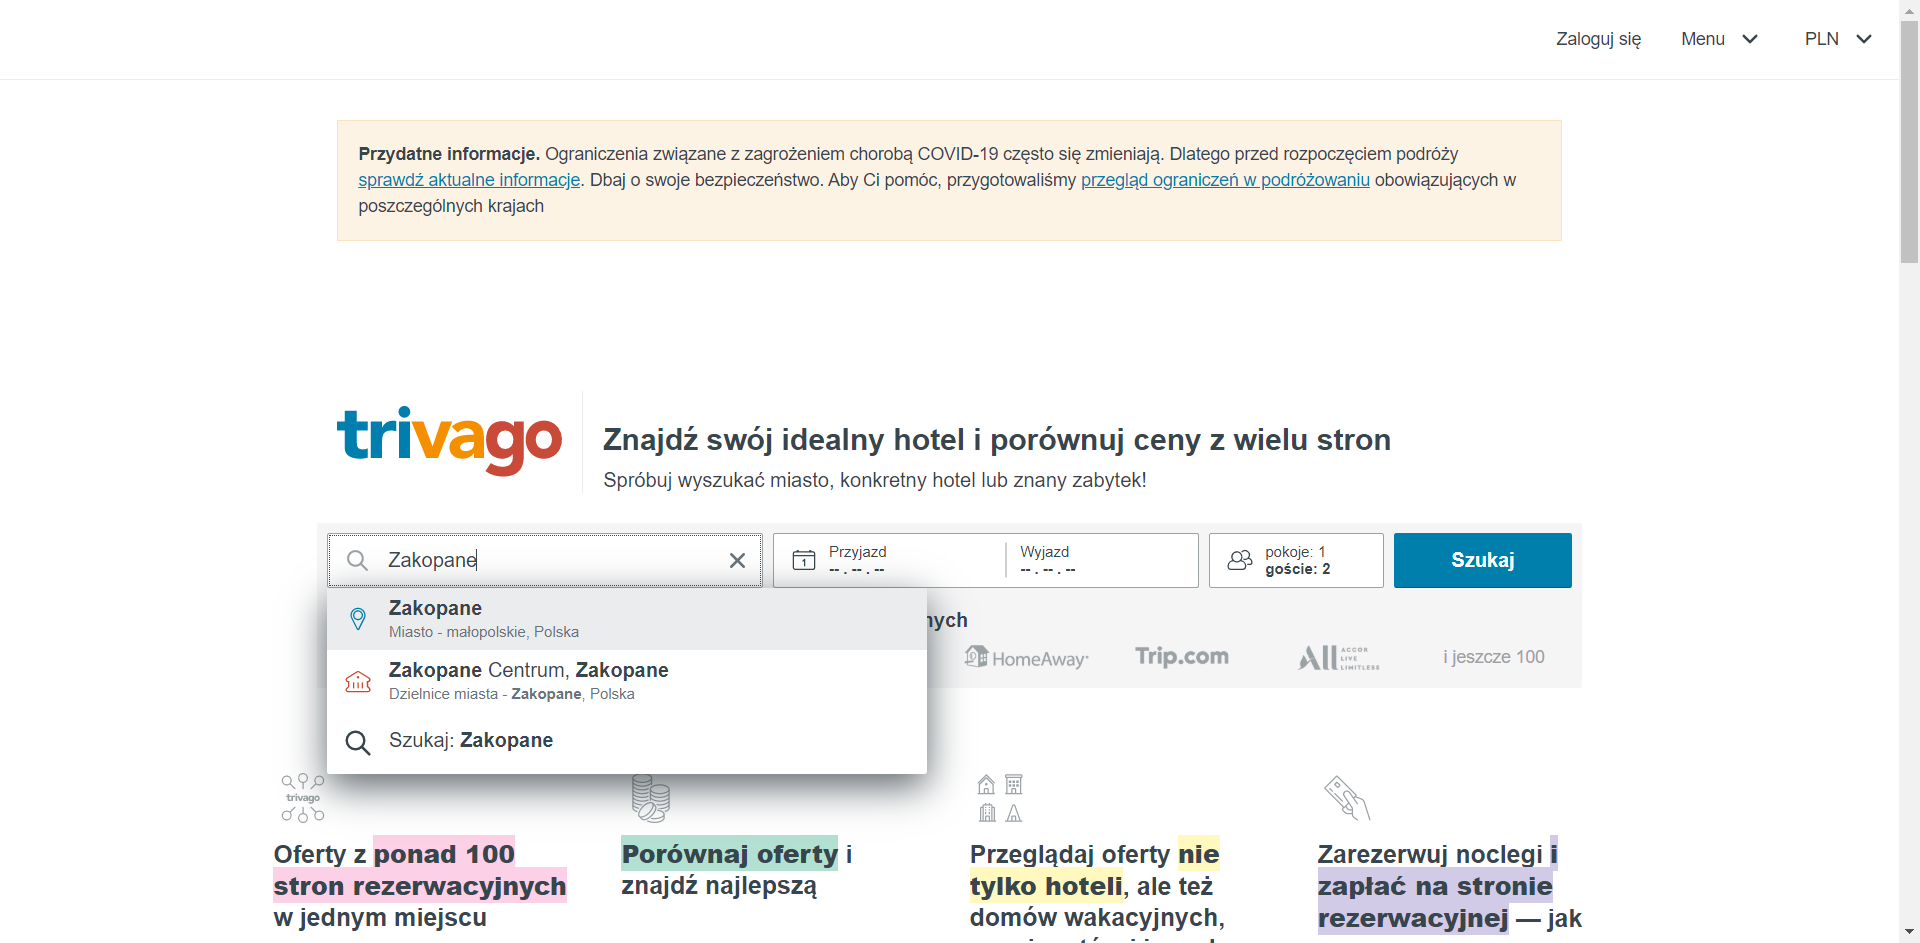 Zaloguj się
Menu
PLN
Przydatne informacje. Ograniczenia związane z zagrożeniem chorobą COVID-19 często się zmieniają. Dlatego przed rozpoczęciem podróży
sprawdź aktualne informacje. Dbaj o swoje bezpieczeństwo. Aby Ci pomóc, przygotowaliśmy przegląd ograniczeń w podróżowaniu obowiązujących w
poszczególnych krajach
trivago
Znajdź swój idealny hotel i porównuj ceny z wielu stron
Spróbuj wyszukać miasto, konkretny hotel lub znany zabytek!
Zakopane
1
Przyjazd
-- . -- . --
Wyjazd
-- . -- . --
pokoje: 1
goście: 2
Szukaj
Zakopane
Miasto - małopolskie, Polska
Zakopane Centrum, Zakopane
Dzielnice miasta - Zakopane, Polska
Szukaj: Zakopane
nych
HomeAway
Trip.com
All ACCOR
LIVE
LIMITLESS
i jeszcze 100
trivago
Oferty z ponad 100
stron rezerwacyjnych
w jednym miejscu
Porównaj oferty i
znajdź najlepszą
Przeglądaj oferty nie
tylko hoteli, ale też
domów wakacyjnych,
Zarezerwuj noclegi i
zapłać na stronie
rezerwacyjnej — jak